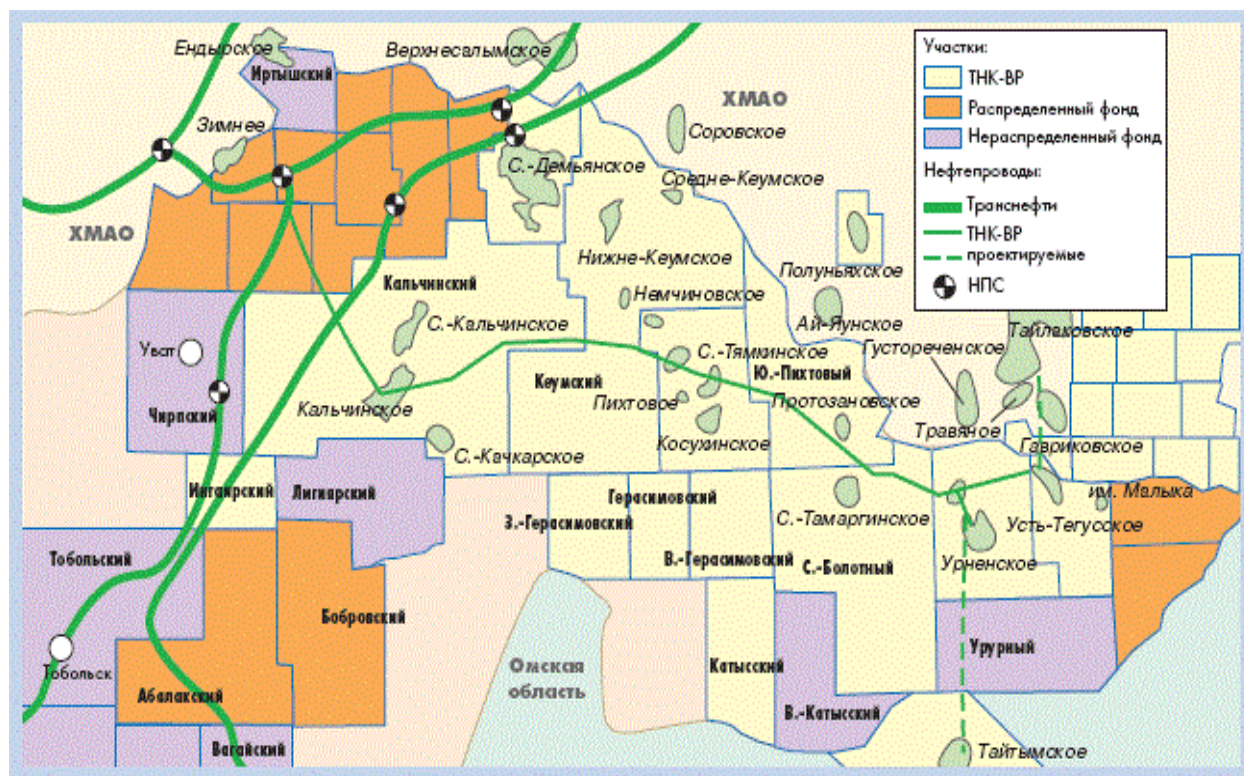 Ендырское
Верхнесалымское
Иртышский
Зимнее
ХМАО
Соровское
С.-Демьянское
Средне-Кеумское
ХМАО
Нижне-Кеумское
Полуньяхское
Кальчинский
Немчиновское
Ай-Яунское
Тайлаковское
С.-Кальчинское
Густореченское
Уват
С.-Тямкинское
Ю.-Пихтовый
Кеумский
Пихтовое
Протозановское
Чирпский
Кальчинское
Косухинское
Травяное
Гавриковское
С.-Качкарское
Ингаирский
Лигиарский
Герасимовский
им. Малыка
З.-Герасимовский
С.-Тамаргинское
Усть-Тегусское
Тобольский
В.-Герасимовский
С.-Болотный
Урненское
Бобровский
Урурный
Омская
область
Катысский
Тобольск
Абалакский
В.-Катысский
Вагайский
Тайтымское
Участки:
ТНК-ВР
Распределенный фонд
Нераспределенный фонд
Нефтепроводы:
Транснефти
ТНК-ВР
проектируемые
НПС